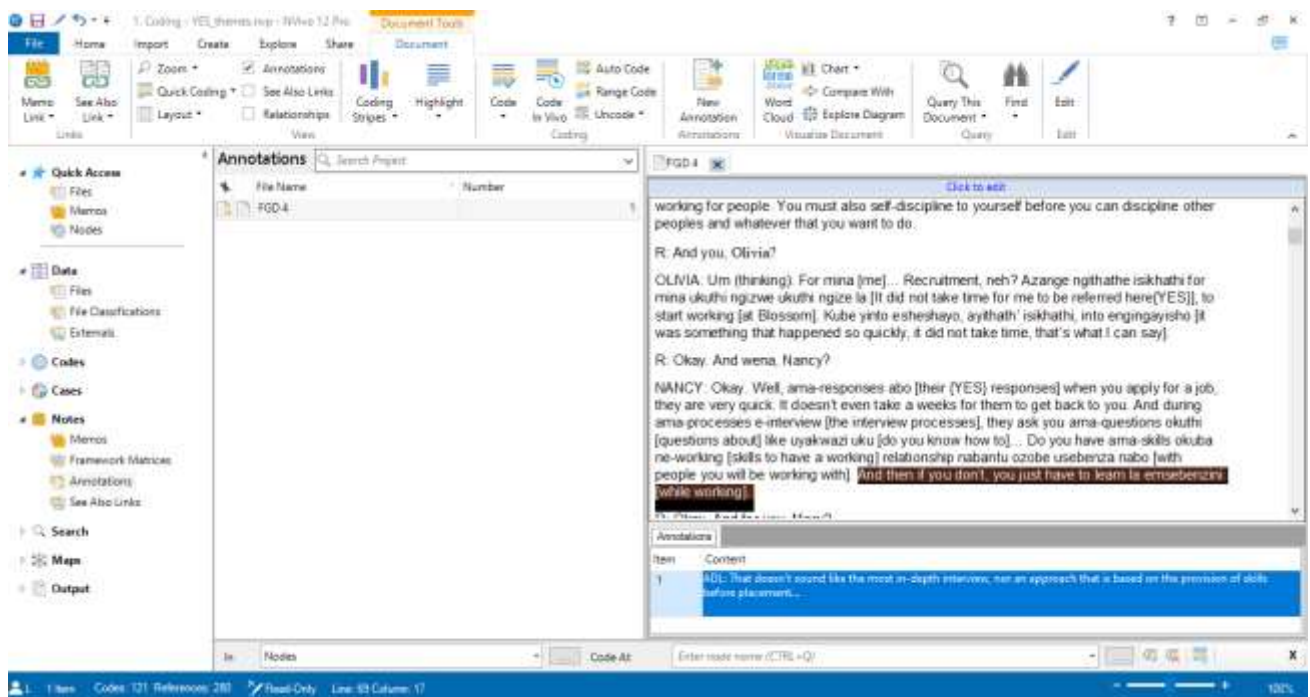 1. Coding - YES_themes.nvp - NVivo 12 Pro
Document Tools
File Home Import Create Explore Share Document
Memo Link
See Also Link
Zoom
Quick Coding
Layout
Annotations
See Also Links
Relationships
Coding Stripes
Highlight
Code
Code In Vivo
Auto Code
Range Code
Uncode
New Annotation
Word Cloud
Chart
Compare With
Explore Diagram
Query This Document
Find
Edit
Links
View
Coding
Annotations
Visualize Document
Query
Edit
Quick Access
Files
Memos
Nodes
Data
Files
File Classifications
Externals
Codes
Cases
Notes
Memos
Framework Matrices
Annotations
See Also Links
Search
Maps
Output
Annotations
Search Project
File Name Number
FGD 4 1
FGD 4
Click to edit
working for people. You must also self-discipline to yourself before you can discipline other
peoples and whatever that you want to do.
R: And you, Olivia?
OLIVIA: Um (thinking). For mina [me]… Recruitment, neh? Azange ngithathe isikhathi for
mina ukuthi ngizwe ukuthi ngize la [It did not take time for me to be referred here(YES)], to
start working [at Blossom]. Kube yinto esheshayo, ayithath' isikhathi, into engingayisho [it
was something that happened so quickly, it did not take time, that's what I can say].
R: Okay. And wena, Nancy?
NANCY: Okay. Well, ama-responses abo [their (YES) responses] when you apply for a job,
they are very quick. It doesn't even take a weeks for them to get back to you. And during
ama-processes e-interview [the interview processes], they ask you ama-questions okuthi
[questions about] like uyakwazi uku [do you know how to]… Do you have ama-skills okuba
ne-working [skills to have a working] relationship nabantu ozobe usebenza nabo [with
people you will be working with]. And then if you don't, you just have to learn la emsebenzini
[while working].
R: Okay. And for you, Mary?
Annotations
Item Content
1 ADL: That doesn't sound like the most in-depth interview, nor an approach that is based on the provision of skills
before placement...
In Nodes
Code At Enter node name (CTRL+Q)
1 Item Codes: 121 References: 280 Read-Only Line: 69 Column: 17
100%